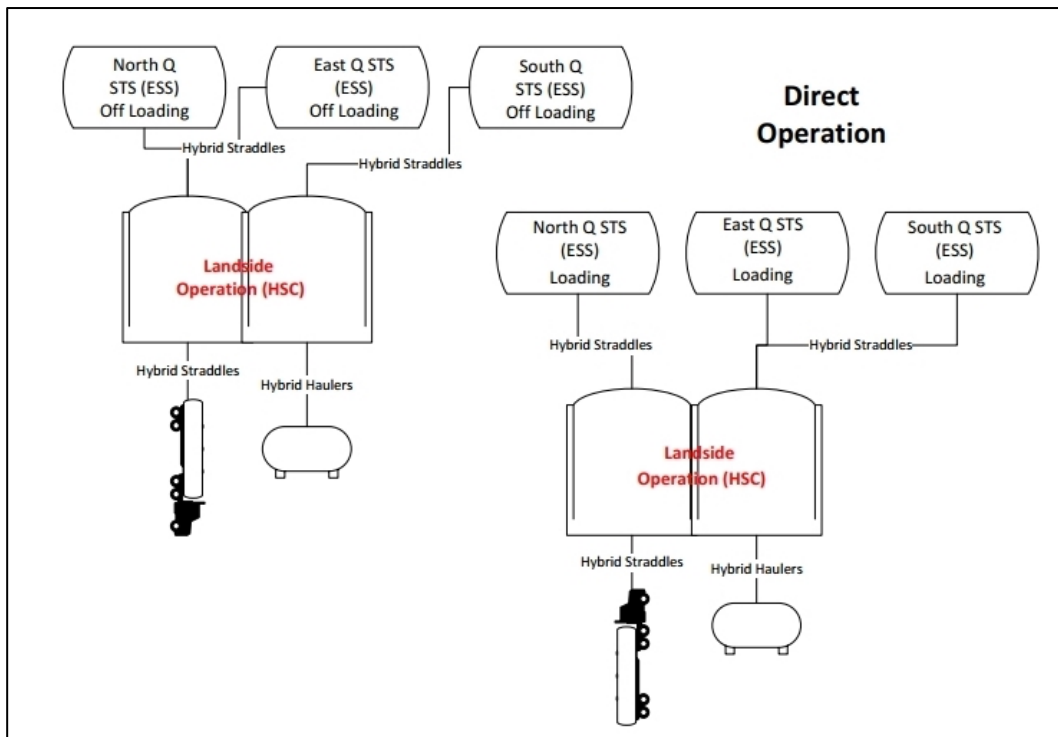 North Q
STS (ESS)
Off Loading
East Q STS
(ESS)
Off Loading
South Q
STS (ESS)
Off Loading
Direct
Operation
Hybrid Straddles
Hybrid Straddles
Landside
Operation (HSC)
Hybrid Straddles
Hybrid Haulers
North Q STS
(ESS)
Loading
East Q STS
(ESS)
Loading
South Q STS
(ESS)
Loading
Hybrid Straddles
Hybrid Straddles
Landside
Operation (HSC)
Hybrid Straddles
Hybrid Haulers